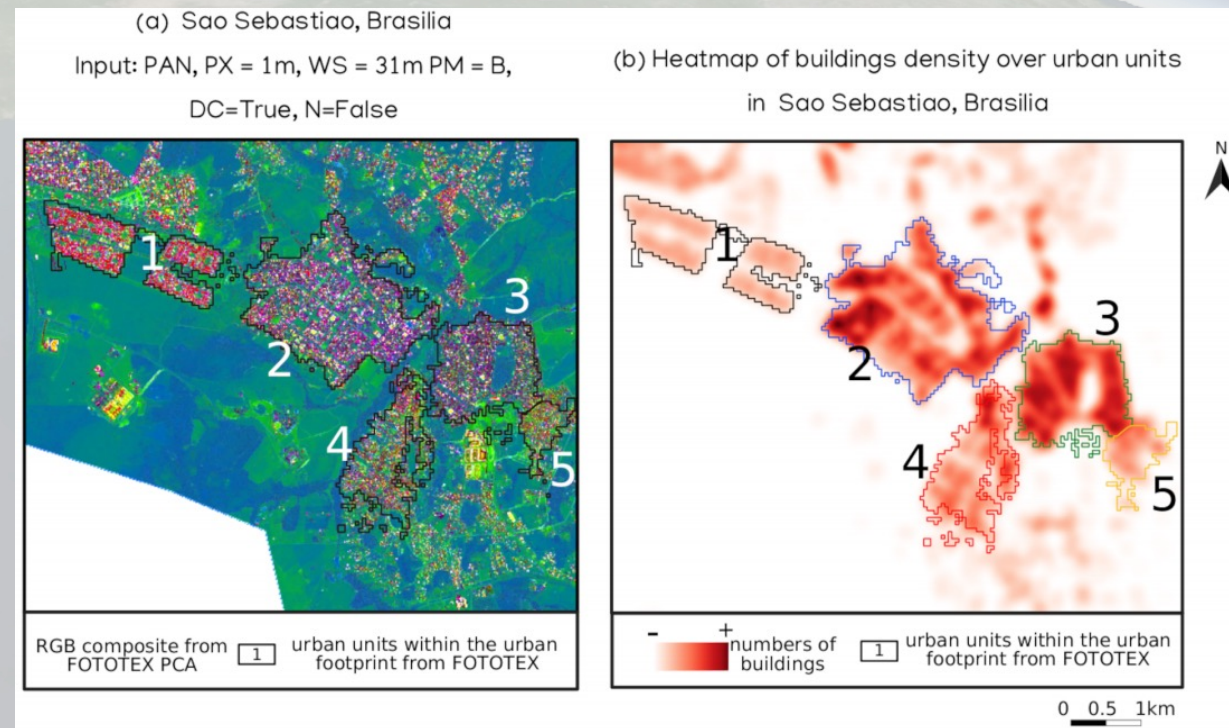 (a) Sao Sebastiao, Brasilia
Input: PAN, PX = 1m, WS = 31m PM = B,
DC=True, N=False
(b) Heatmap of buildings density over urban units
in Sao Sebastiao, Brasilia
N
1
2
3
4
5
1
2
3
4
5
RGB composite from
FOTOTEX PCA
1
urban units within the urban
footprint from FOTOTEX
- +
numbers of
buildings
1
urban units within the urban
footprint from FOTOTEX
0 0.5 1km